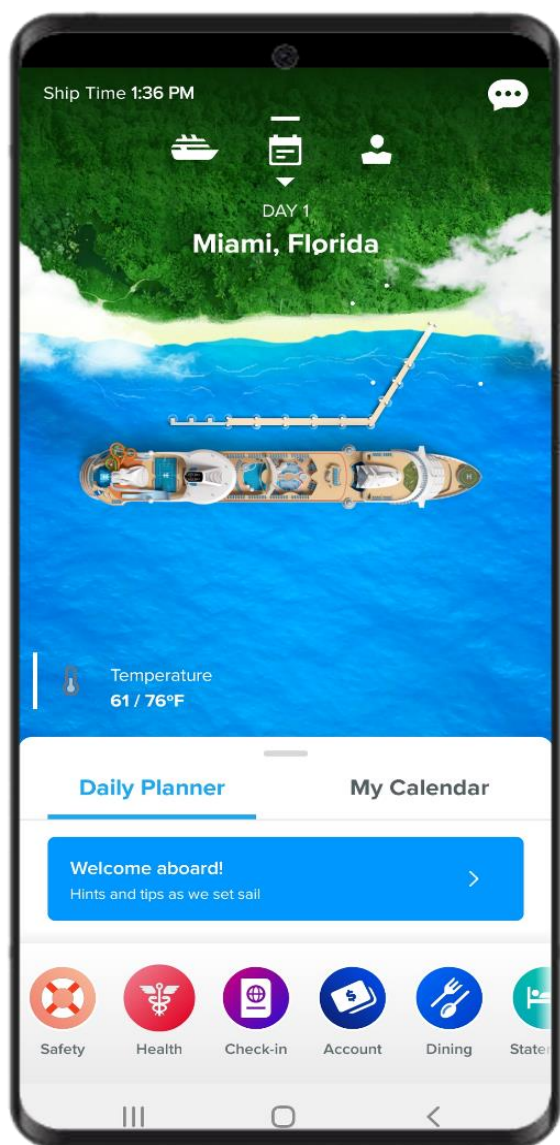 Ship Time 1:36 PM
DAY 1
Miami, Florida
Temperature
61 / 76°F
Daily Planner
My Calendar
Welcome aboard!
Hints and tips as we set sail
Safety
Health
Check-in
Account
Dining
State